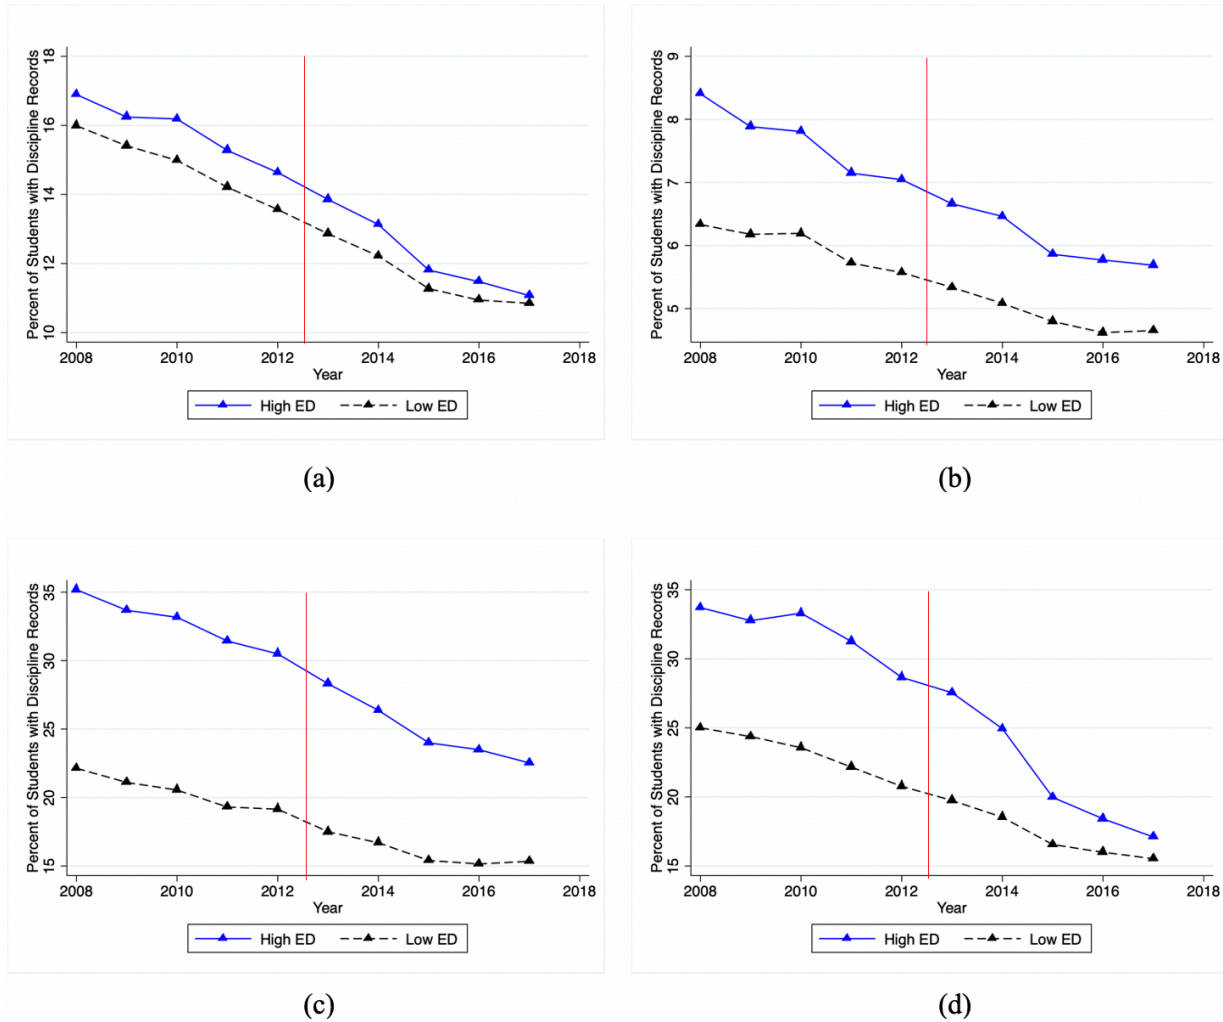 Percent of Students with Discipline Records
18
16
14
12
10
2008 2010 2012 2014 2016 2018
Year
High ED Low ED
(a)
Percent of Students with Discipline Records
9
8
7
6
5
2008 2010 2012 2014 2016 2018
Year
High ED Low ED
(b)
Percent of Students with Discipline Records
35
30
25
20
15
2008 2010 2012 2014 2016 2018
Year
High ED Low ED
(c)
Percent of Students with Discipline Records
35
30
25
20
15
2008 2010 2012 2014 2016 2018
Year
High ED Low ED
(d)